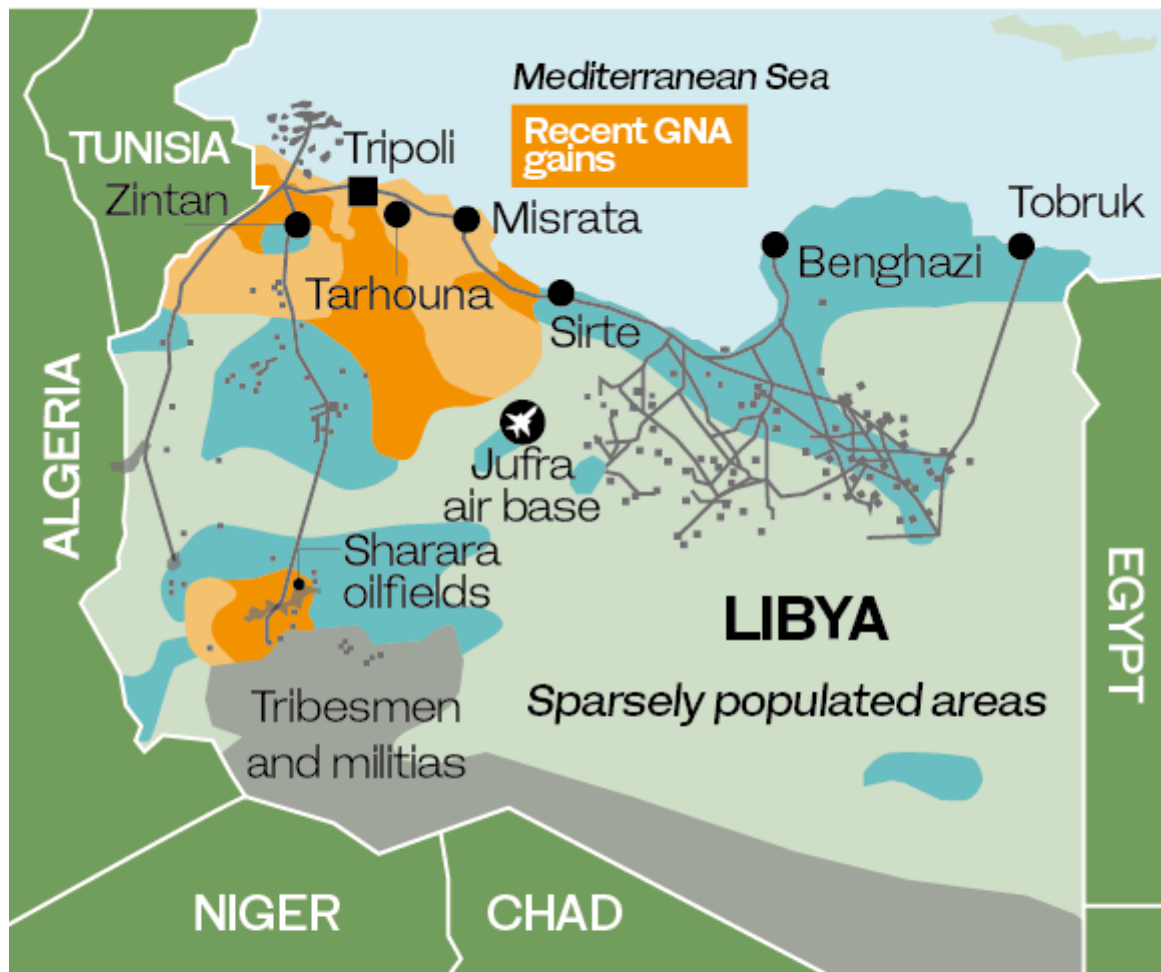 Mediterranean Sea
Recent GNA
gains
TUNISIA
Tripoli
Zintan
Misrata
Tobruk
Benghazi
Tarhouna
Sirte
ALGERIA
Jufra
air base
Sharara
oilfields
LIBYA
EGYPT
Sparsely populated areas
Tribesmen
and militias
NIGER
CHAD